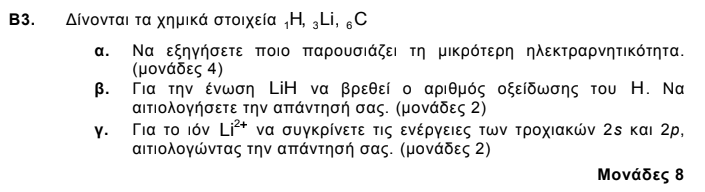 Β3. Δίνονται τα χημικά στοιχεία ₁H, ₃Li, ₆C
α. Να εξηγήσετε ποιο παρουσιάζει τη μικρότερη ηλεκτραρνητικότητα.
(μονάδες 4)
β. Για την ένωση LiH να βρεθεί ο αριθμός οξείδωσης του H. Να
αιτιολογήσετε την απάντησή σας. (μονάδες 2)
γ. Για το ιόν Li²⁺ να συγκρίνετε τις ενέργειες των τροχιακών 2s και 2p,
αιτιολογώντας την απάντησή σας. (μονάδες 2)
Μονάδες 8